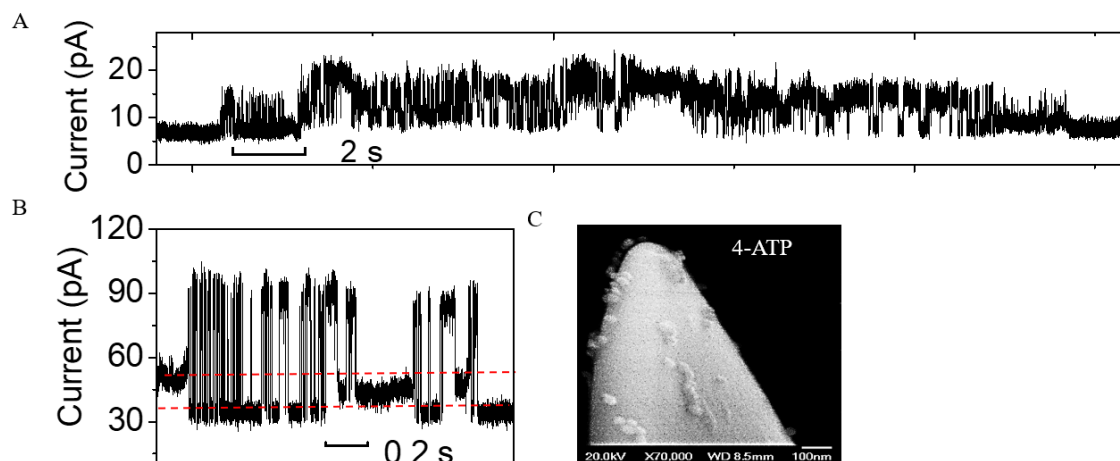 A
Current (pA)
20
10
0
2 s
B
Current (pA)
120
90
60
30
0.2 s
C
4-ATP
20.0kV X70,000 WD 8.5mm 100nm